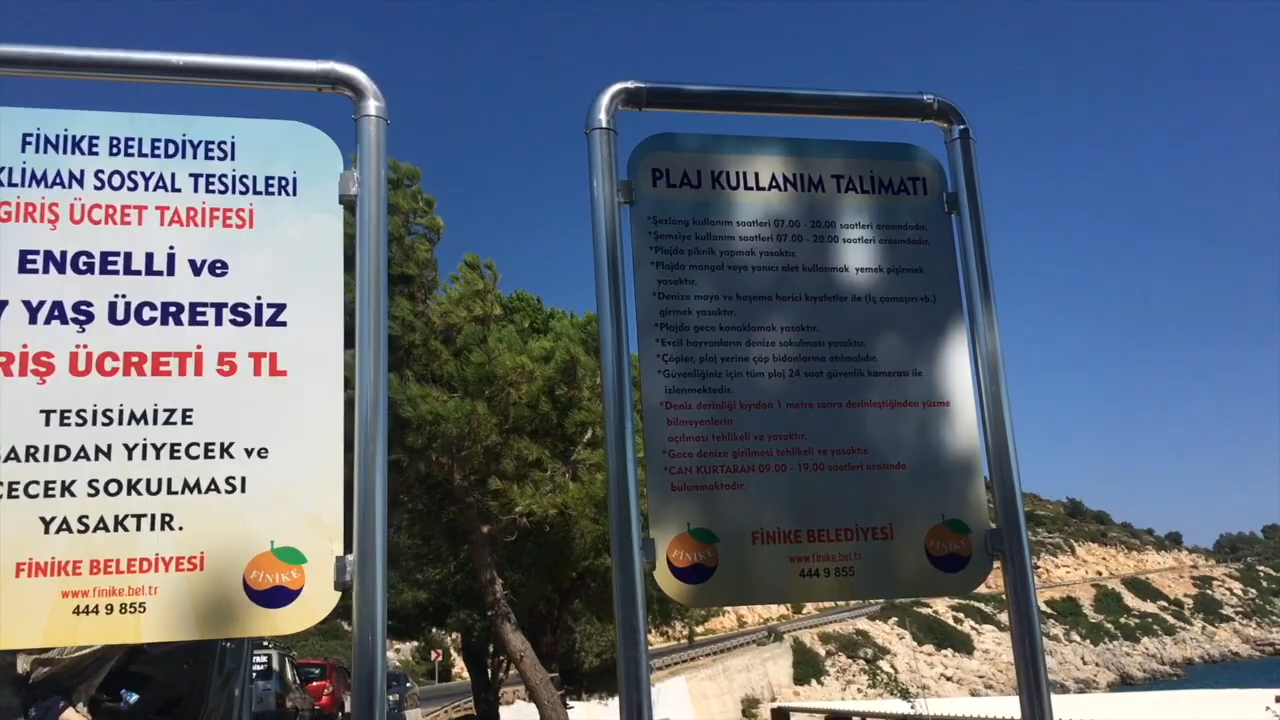 FİNİKE BELEDİYESİ
SOSYAL TESİSLERİ
GİRİŞ ÜCRET TARİFESİ
ENGELLİ ve
YAŞ ÜCRETSİZ
ÜCRETİ 5 TL
TESİSİMİZE
YİYECEK ve
SOKULMASI
YASAKTIR.
FİNİKE BELEDİYESİ
www.finike.bel.tr
444 9 855
FİNİKE
PLAJ KULLANIM TALİMATI
*Şezlong kullanım saatleri 07.00 - 20.00 saatleri arasındadır.
*Şemsiye kullanım saatleri 07.00 - 20.00 saatleri arasındadır.
*Plajda piknik yapmak yasaktır.
*Plajda mangal veya yanıcı alet kullanmak yemek pişirmek
yasaktır.
*Denize mayo ve haşema harici kıyafetler ile (iç çamaşırı vb.)
girmek yasaktır.
*Plajda gece konaklamak yasaktır.
*Evcil hayvanların denize sokulması yasaktır.
*Çöpler, plaj yerine çöp bidonlarına atılmalıdır.
*Güvenliğiniz için tüm plaj 24 saat güvenlik kamerası ile
izlenmektedir.
*Deniz derinliği kıyıdan 1 metre sonra derinleştiğinden yüzme
bilmeyenlerin
açılması tehlikeli ve yasaktır.
*Gece denize girilmesi tehlikeli ve yasaktır.
*CAN KURTARAN 09.00 - 19.00 saatleri arasında
bulunmaktadır.
FİNİKE
FİNİKE BELEDİYESİ
www.finike.bel.tr
444 9 855
FİNİKE